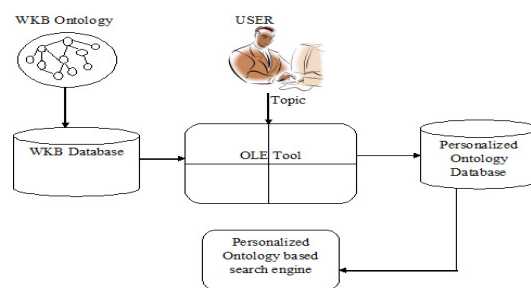 WKB Ontology
USER
Topic
WKB Database
OLE Tool
Personalized
Ontology
Database
Personalized
Ontology based
search engine